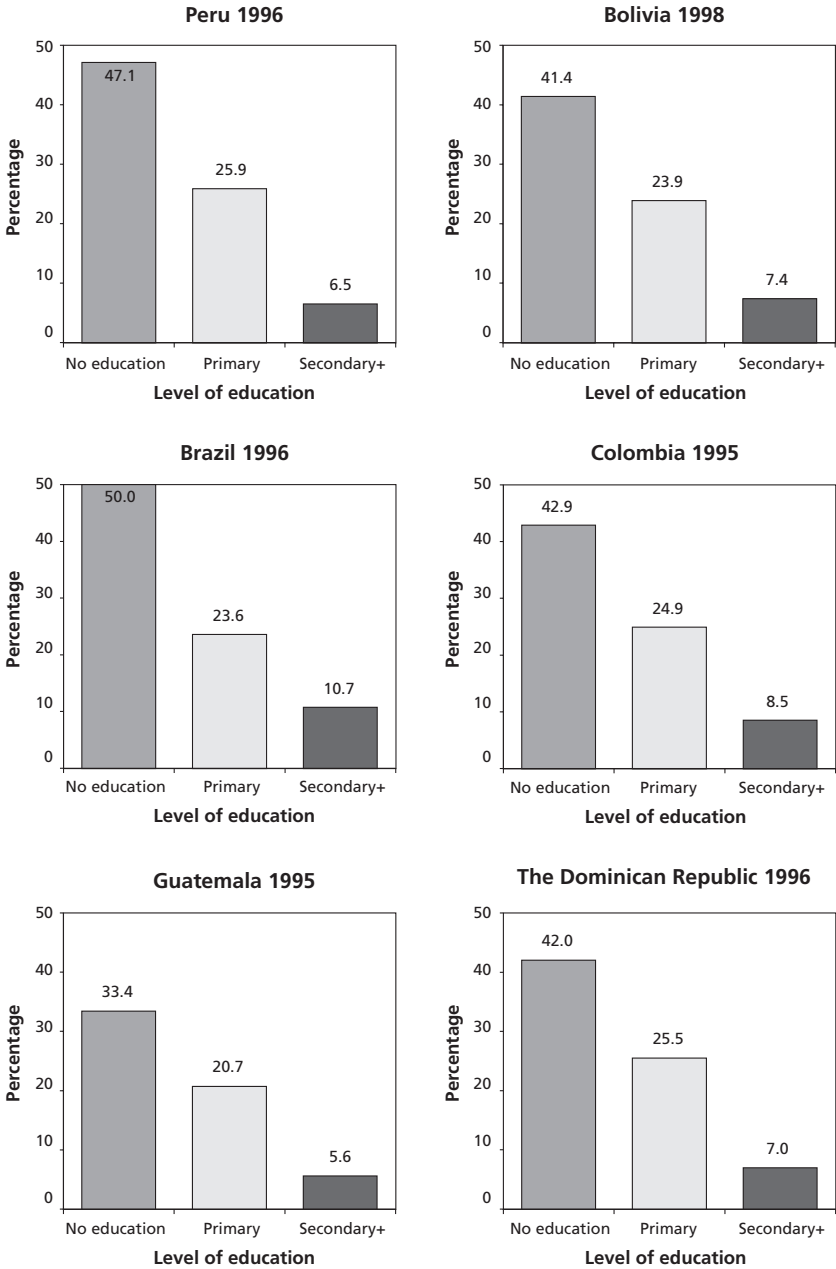 Peru 1996
50
40
30
20
10
0
Percentage
47.1
25.9
6.5
No education Primary Secondary+
Level of education
Bolivia 1998
50
40
30
20
10
0
Percentage
41.4
23.9
7.4
No education Primary Secondary+
Level of education
Brazil 1996
50
40
30
20
10
0
Percentage
50.0
23.6
10.7
No education Primary Secondary+
Level of education
Colombia 1995
50
40
30
20
10
0
Percentage
42.9
24.9
8.5
No education Primary Secondary+
Level of education
Guatemala 1995
50
40
30
20
10
0
Percentage
33.4
20.7
5.6
No education Primary Secondary+
Level of education
The Dominican Republic 1996
50
40
30
20
10
0
Percentage
42.0
25.5
7.0
No education Primary Secondary+
Level of education